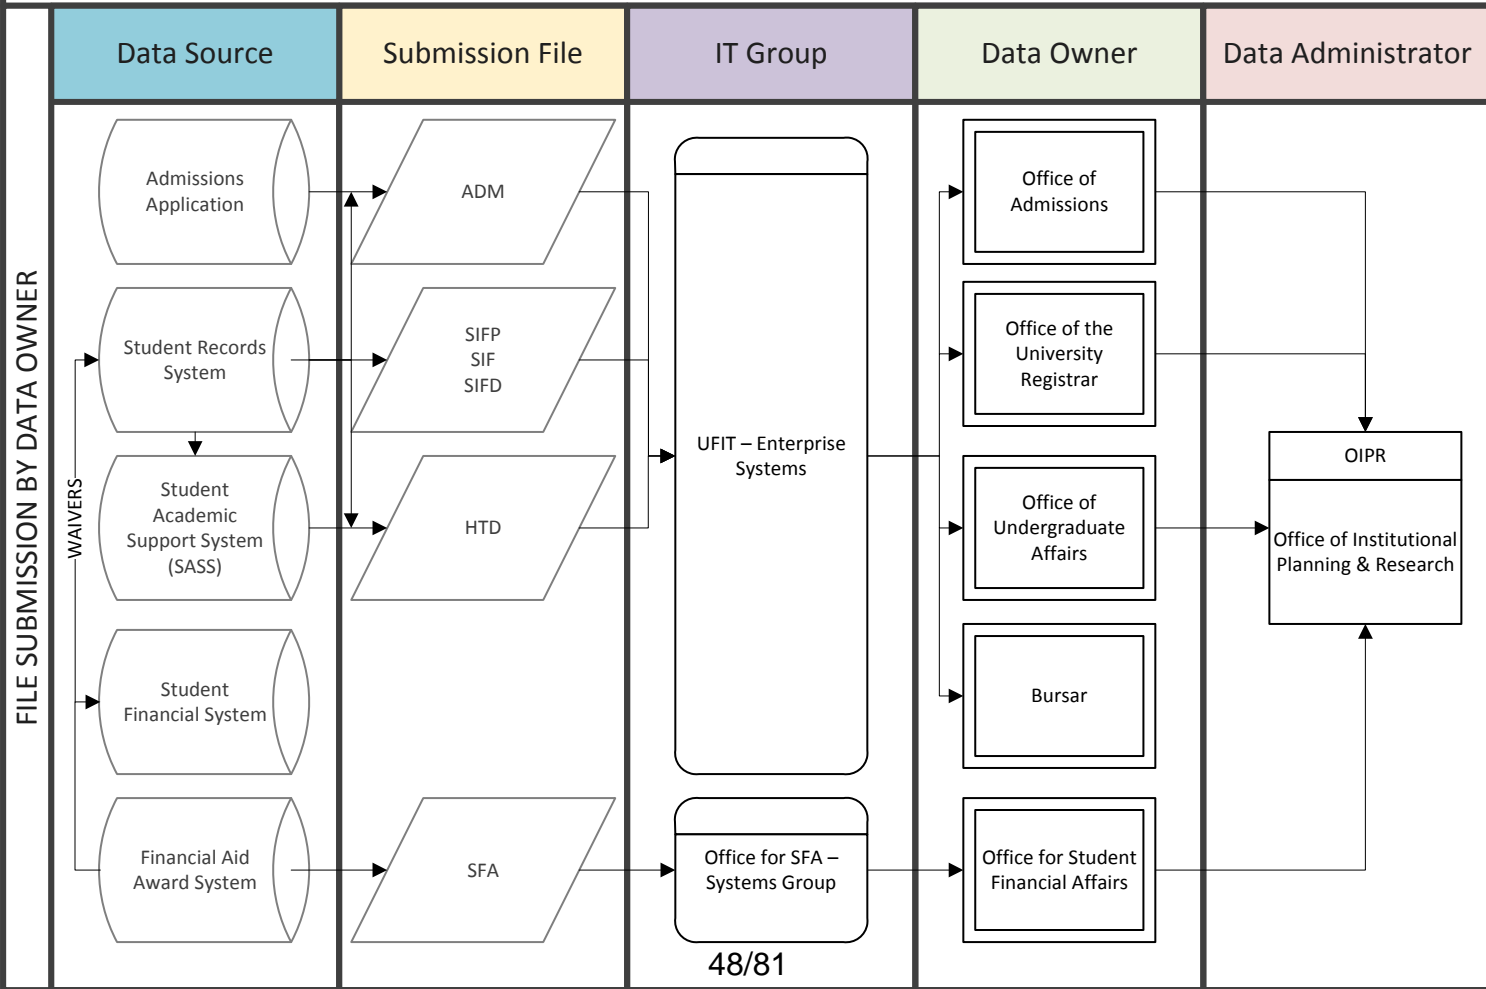 Data Source
Submission File
IT Group
Data Owner
Data Administrator
FILE SUBMISSION BY DATA OWNER
Admissions
Application
ADM
Office of
Admissions
Student Records
System
SIFP
SIF
SIFD
Office of the
University
Registrar
WAIVERS
Student
Academic
Support System
(SASS)
HTD
UFIT – Enterprise
Systems
Office of
Undergraduate
Affairs
OIPR
Office of Institutional
Planning & Research
Student
Financial System
Bursar
Financial Aid
Award System
SFA
Office for SFA –
Systems Group
Office for Student
Financial Affairs
48/81